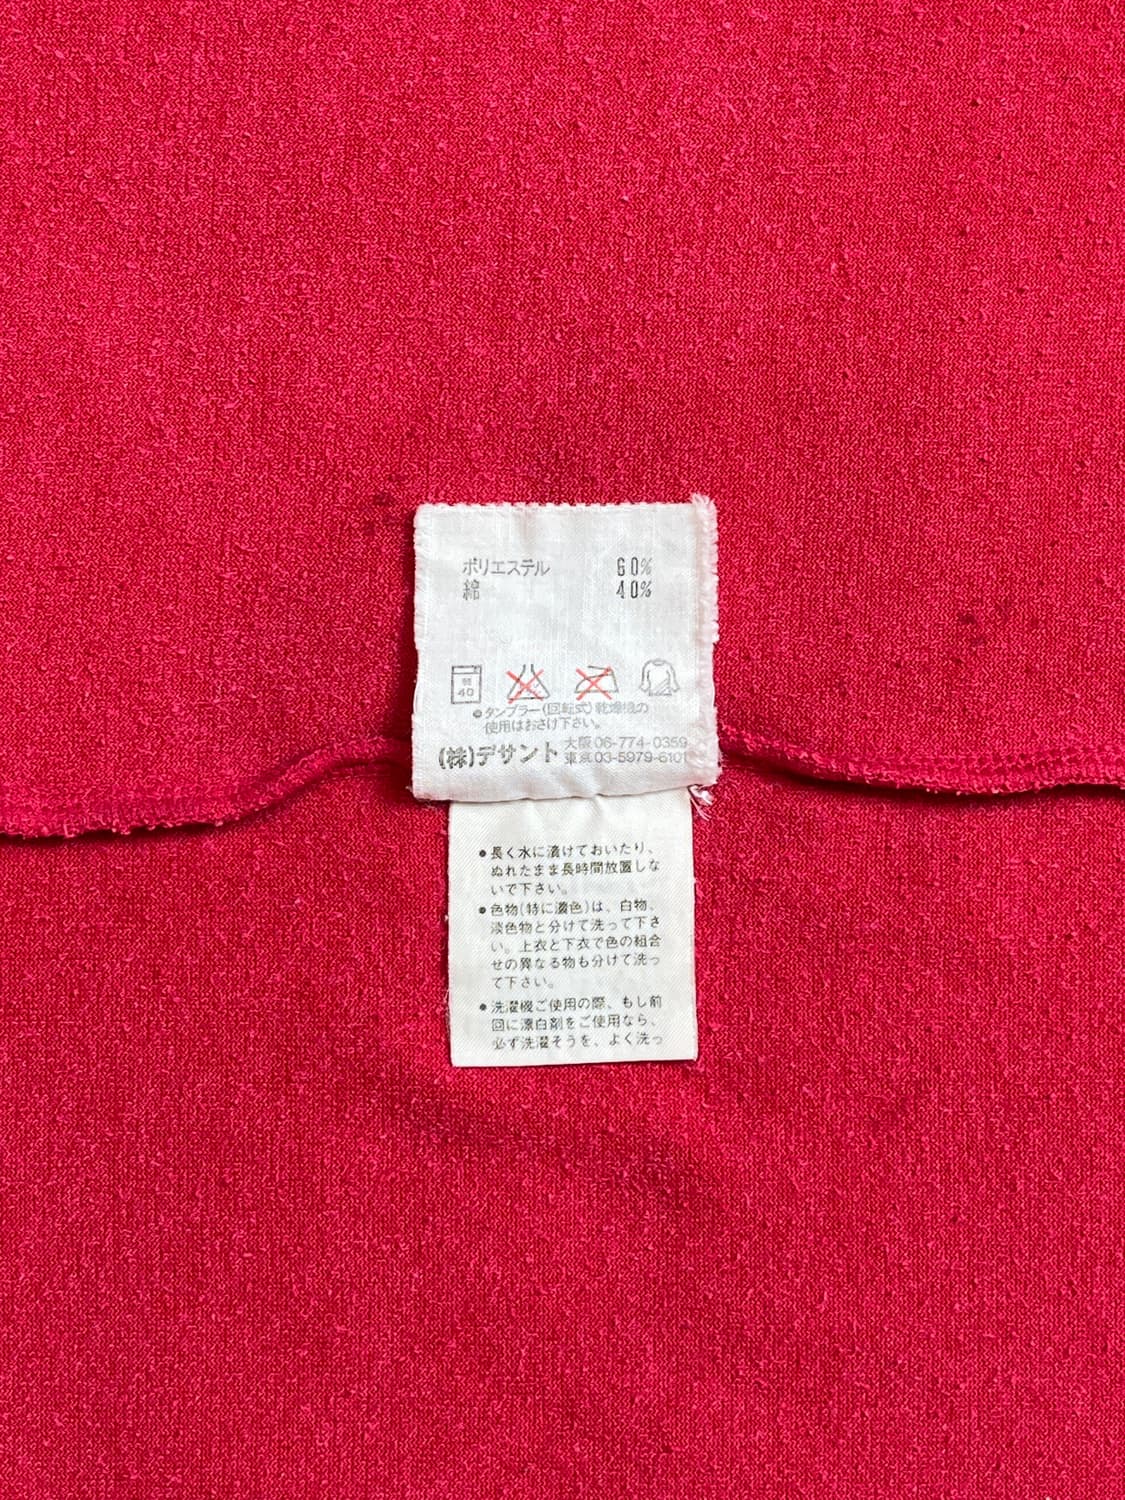 ポリエステル 60%
綿 40%
弱 40
●タンブラー(回転式)乾燥機の
使用はおさけ下さい。
(株)デサント 大阪 06-774-0359
東京 03-5979-6101
●長く水に漬けておいたり、
ぬれたまま長時間放置しな
いで下さい。
●色物(特に濃色)は、白物、
淡色物と分けて洗って下さ
い。上衣と下衣で色の組合
せの異なる物も分けて洗っ
て下さい。
●洗濯機ご使用の際、もし前
回に漂白剤をご使用なら、
必ず洗濯そうを、よく洗っ